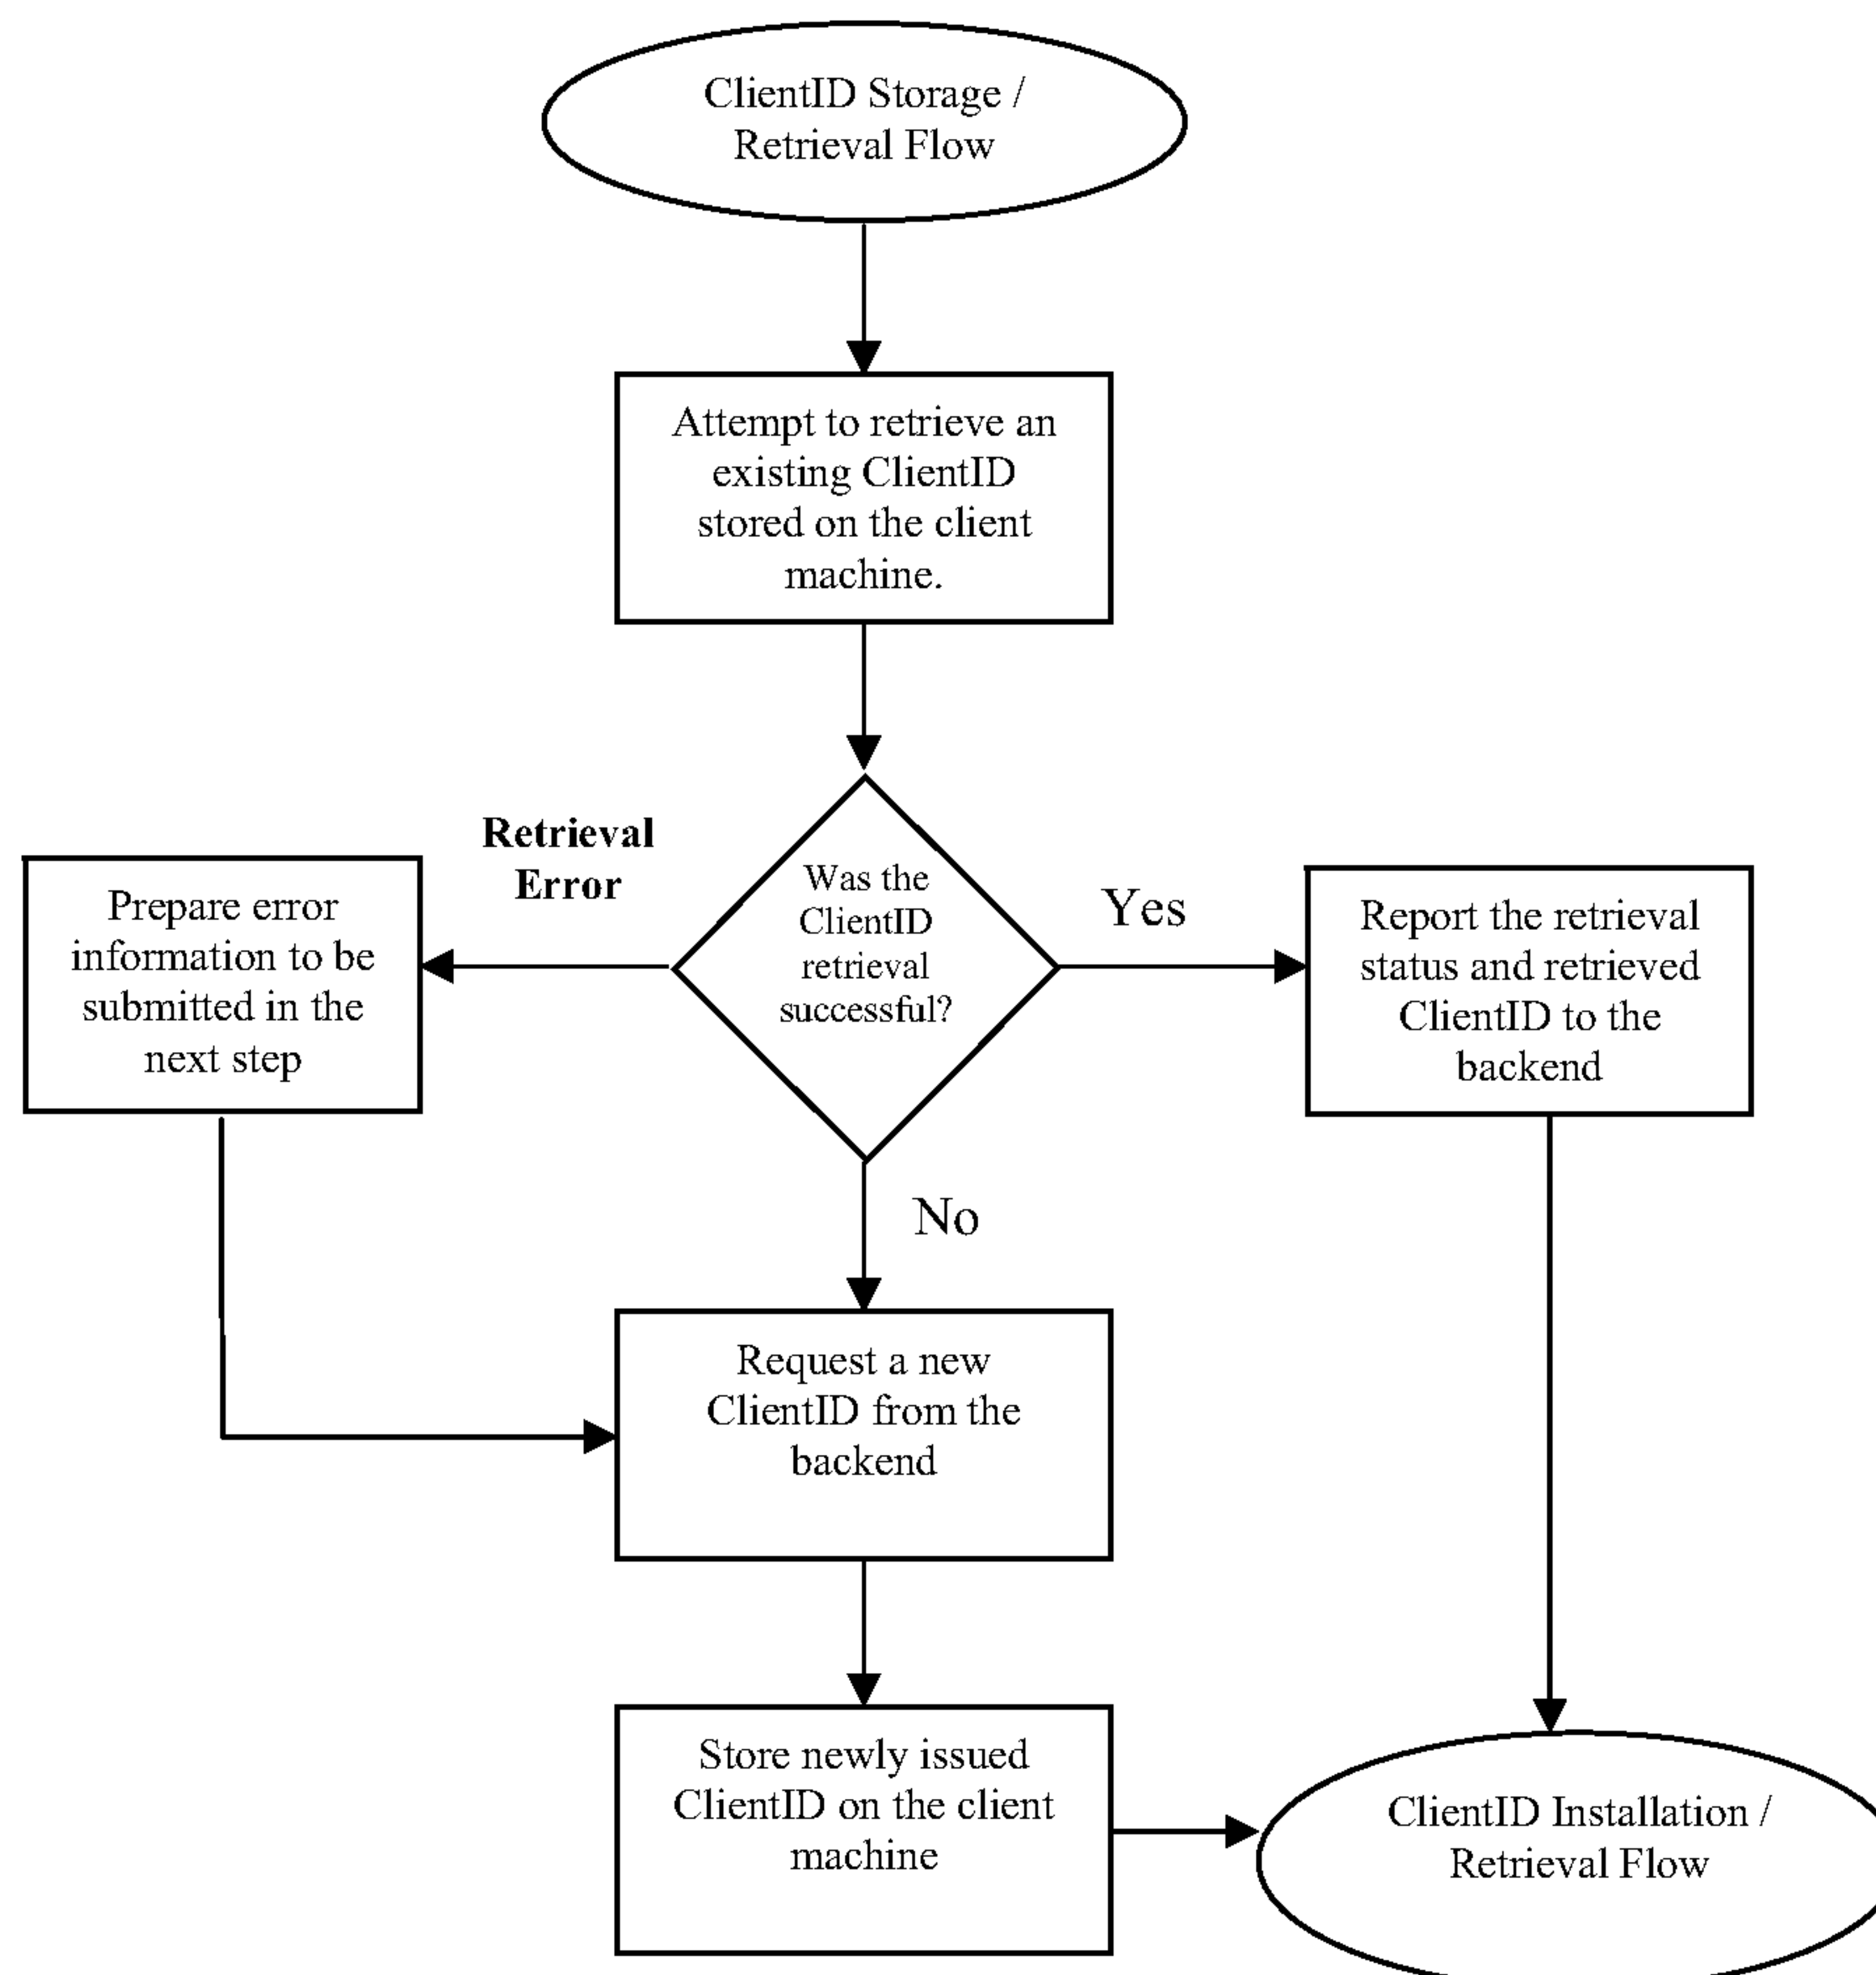 ClientID Storage /
Retrieval Flow
Attempt to retrieve an
existing ClientID
stored on the client
machine.
Retrieval
Error
Prepare error
information to be
submitted in the
next step
Was the
ClientID
retrieval
successful?
Yes
Report the retrieval
status and retrieved
ClientID to the
backend
No
Request a new
ClientID from the
backend
Store newly issued
ClientID on the client
machine
ClientID Installation /
Retrieval Flow